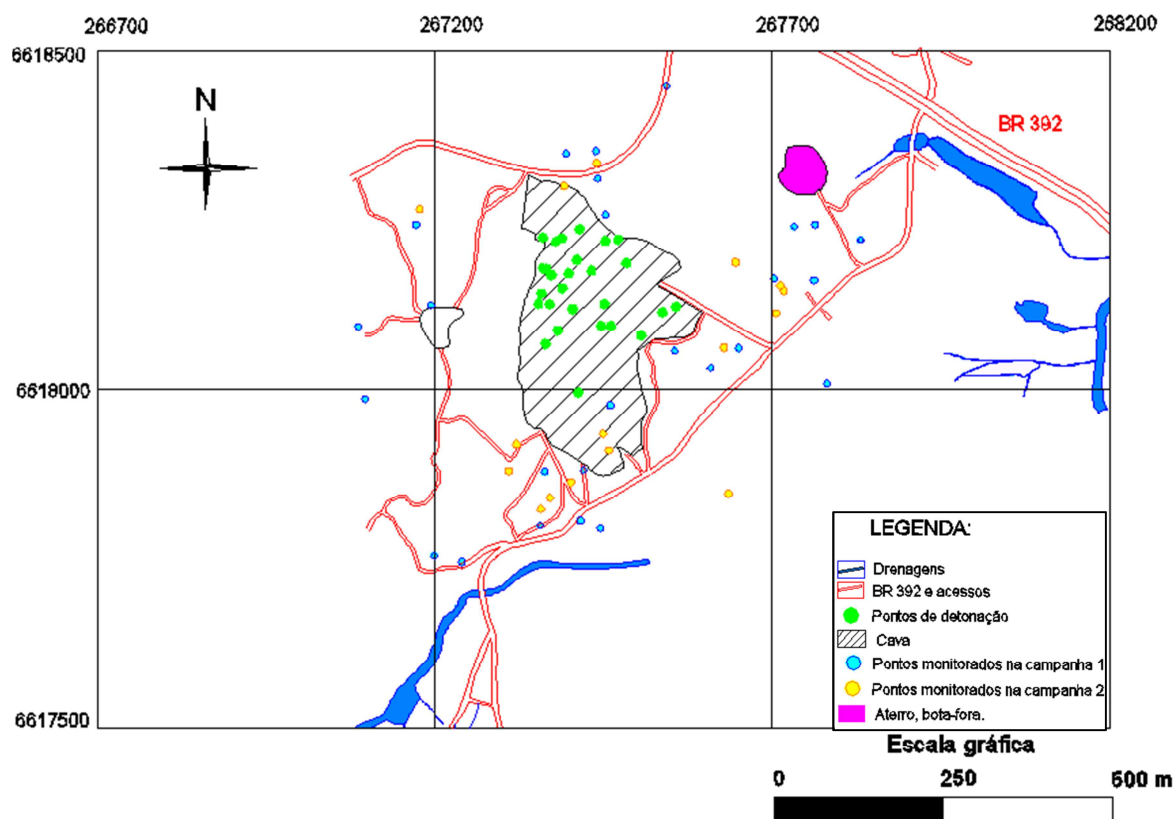 266700
267200
267700
268200
6618500
N
BR 392
6618000
LEGENDA:
Drenagens
BR 392 e acessos
Pontos de detonação
Cava
Pontos monitorados na campanha 1
Pontos monitorados na campanha 2
Aterro, bota-fora.
6617500
Escala gráfica
0
250
500 m